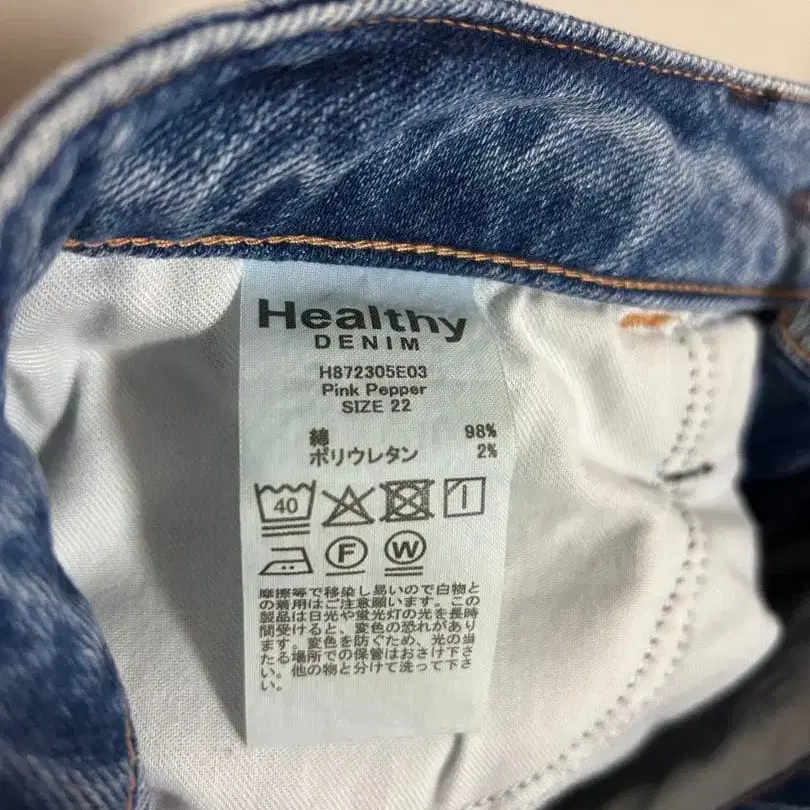 Healthy
DENIM
H872305E03
Pink Pepper
SIZE 22
綿 98%
ポリウレタン 2%
40
F W
摩擦等で移染し易いので白物と
の着用はご注意願います。この
製品は日光や蛍光灯の光を長時
間受けると、変色の恐れがあり
ます。変色を防ぐため、光の当
たる場所での保管はおさけ下さ
い。他の物と分けて洗って下さ
い。